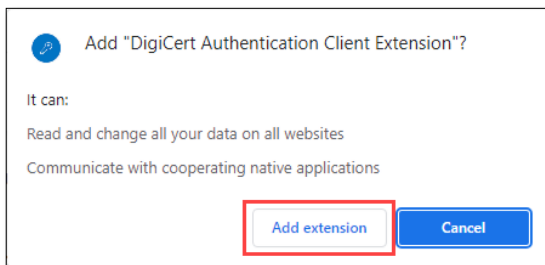 Add "DigiCert Authentication Client Extension"?
It can:
Read and change all your data on all websites
Communicate with cooperating native applications
Add extension
Cancel